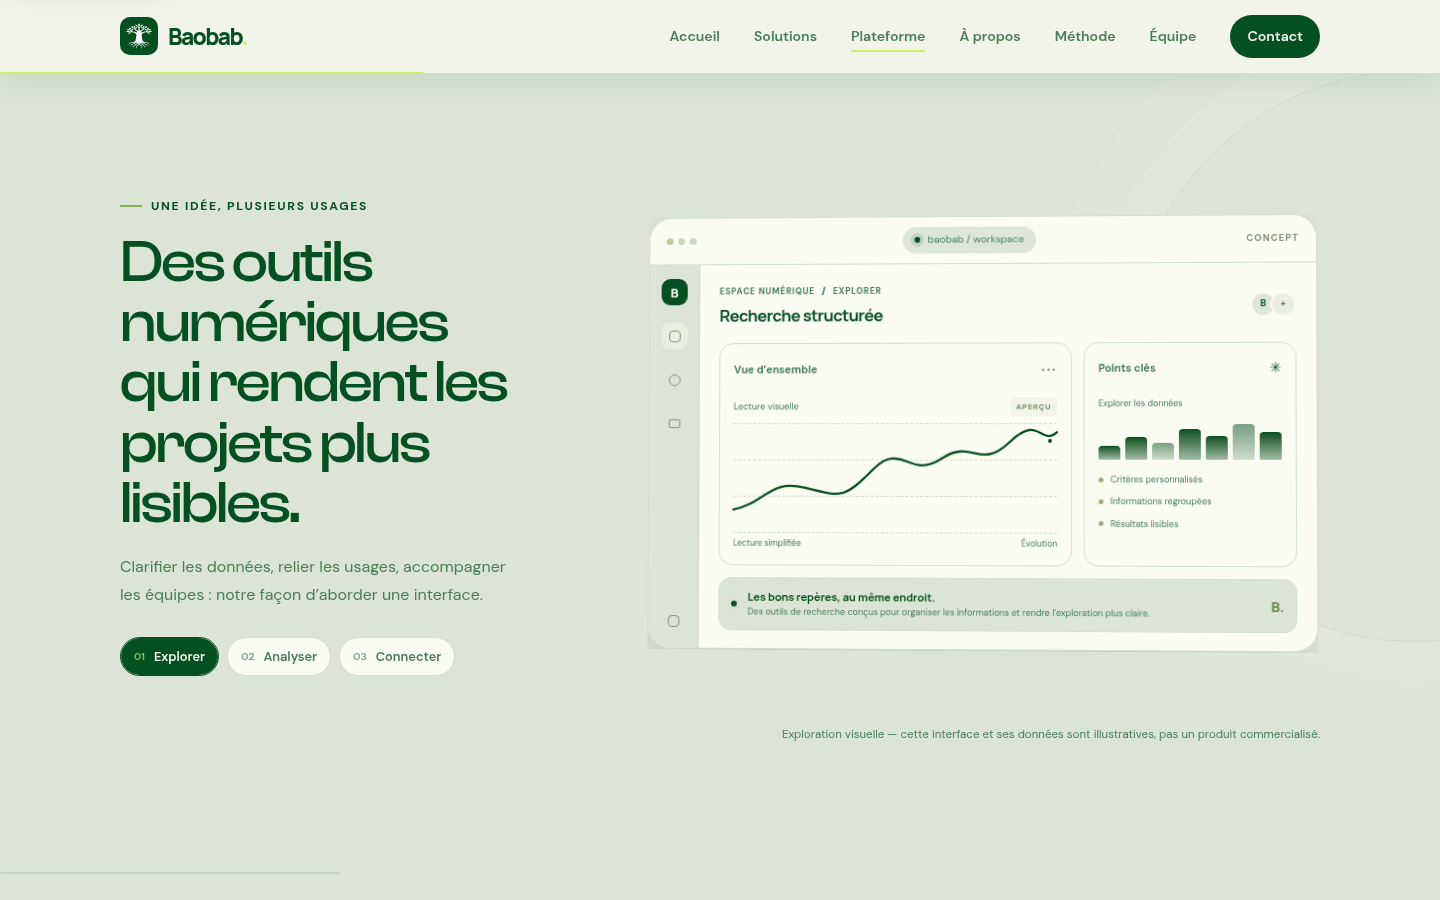 Baobab.
Accueil
Solutions
Plateforme
À propos
Méthode
Équipe
Contact
UNE IDÉE, PLUSIEURS USAGES
Des outils
numériques
qui rendent les
projets plus
lisibles.
Clarifier les données, relier les usages, accompagner
les équipes : notre façon d’aborder une interface.
01 Explorer
02 Analyser
03 Connecter
baobab / workspace
CONCEPT
B
ESPACE NUMÉRIQUE / EXPLORER
Recherche structurée
B +
Vue d’ensemble
Lecture visuelle
APERÇU
Lecture simplifiée
Évolution
Points clés
Explorer les données
Critères personnalisés
Informations regroupées
Résultats lisibles
Les bons repères, au même endroit.
Des outils de recherche conçus pour organiser les informations et rendre l’exploration plus claire.
B.
Exploration visuelle — cette interface et ses données sont illustratives, pas un produit commercialisé.